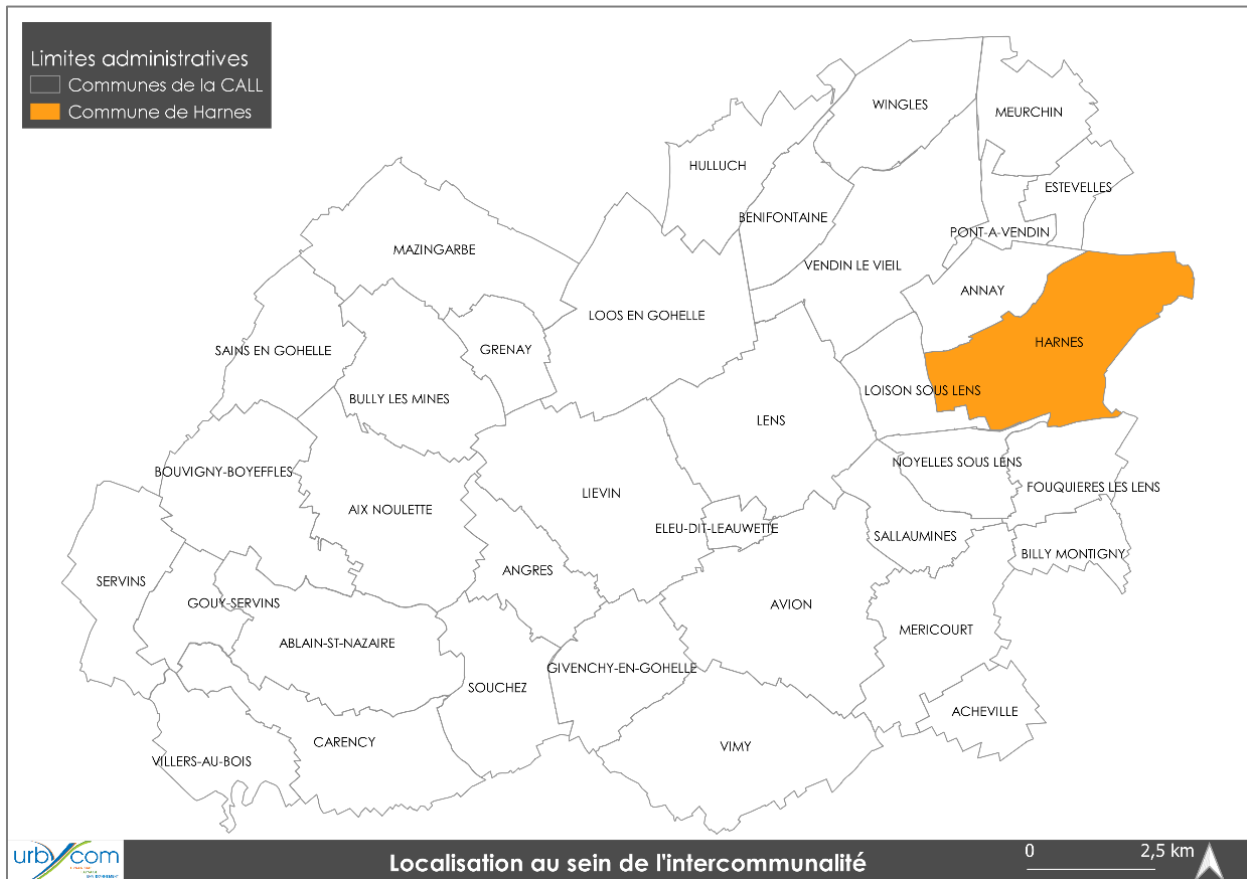 Limites administratives
Communes de la CALL
Commune de Harnes
WINGLES
MEURCHIN
HULLUCH
ESTEVELLES
BENIFONTAINE
PONT-A-VENDIN
MAZINGARBE
VENDIN LE VIEIL
ANNAY
LOOS EN GOHELLE
HARNES
SAINS EN GOHELLE
GRENAY
BULLY LES MINES
LOISON SOUS LENS
LENS
BOUVIGNY-BOYEFFLES
NOYELLES SOUS LENS
LIEVIN
FOUQUIERES LES LENS
AIX NOULETTE
ELEU-DIT-LEAUWETTE
SALLAUMINES
BILLY MONTIGNY
SERVINS
ANGRES
GOUY-SERVINS
AVION
MERICOURT
ABLAIN-ST-NAZAIRE
GIVENCHY-EN-GOHELLE
SOUCHEZ
ACHEVILLE
CARENCY
VIMY
VILLERS-AU-BOIS
urbycom
Localisation au sein de l'intercommunalité
0 2,5 km